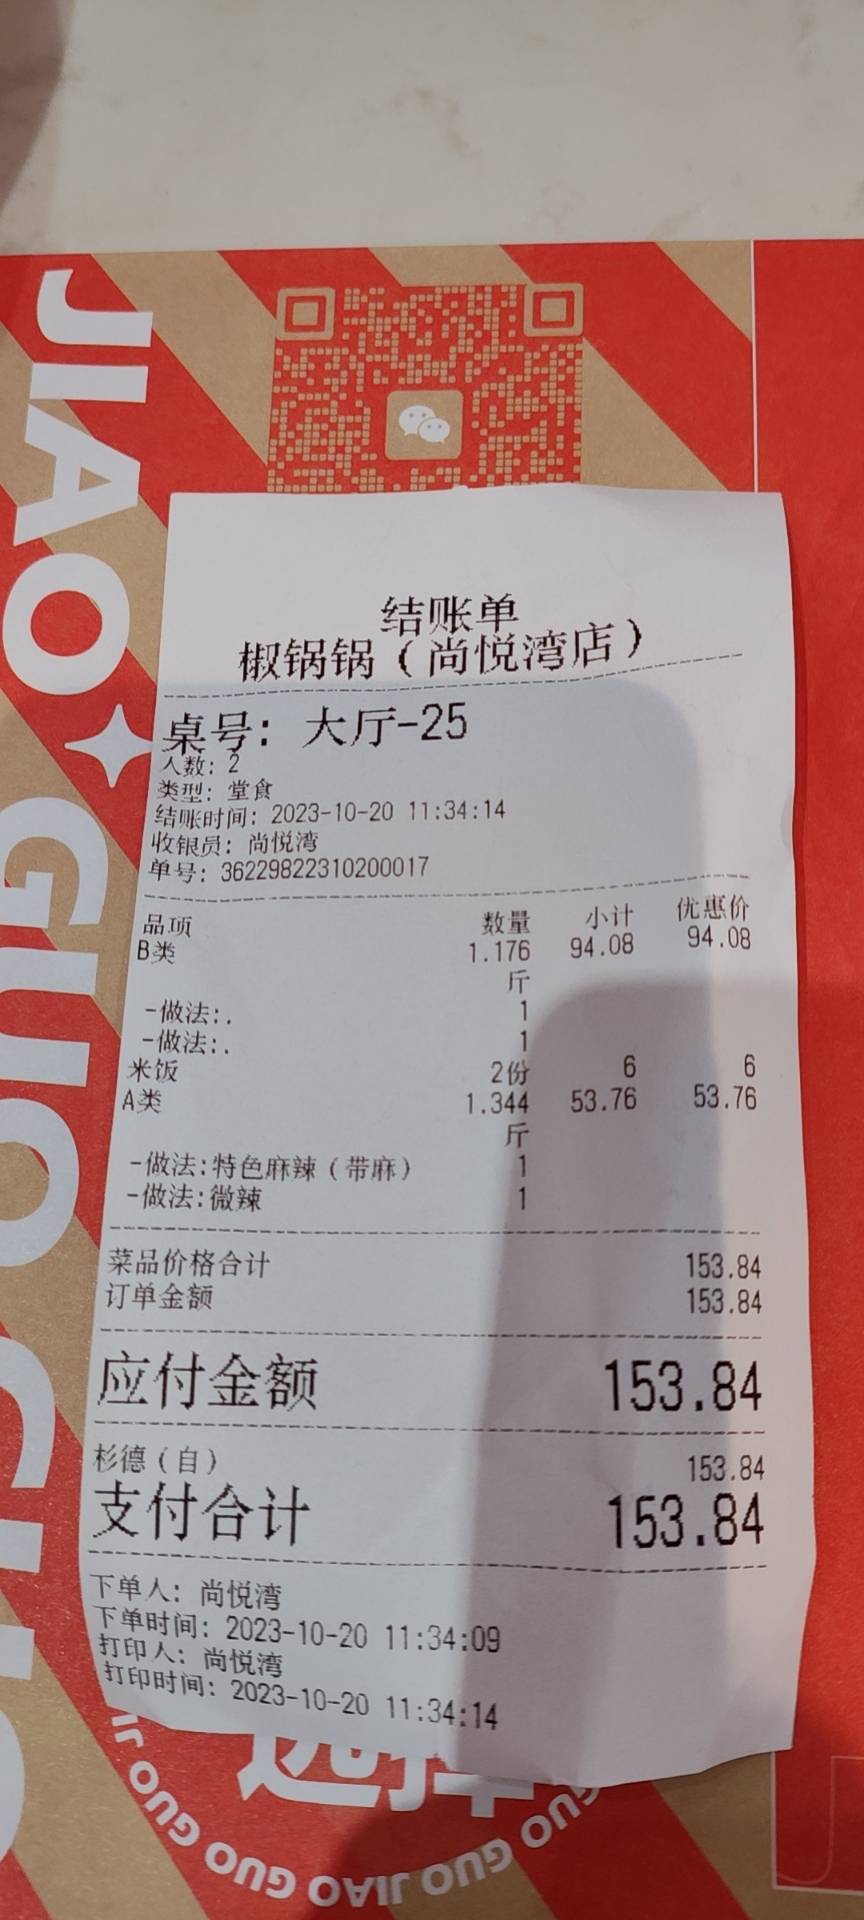 JIAO GUO GUO
结账单
椒锅锅(尚悦湾店)
桌号: 大厅-25
人数: 2
类型: 堂食
结账时间: 2023-10-20 11:34:14
收银员: 尚悦湾
单号: 36229822310200017
品项 数量 小计 优惠价
B类 1.176 94.08 94.08
斤
-做法:. 1
-做法:. 1
米饭 2份 6 6
A类 1.344 53.76 53.76
斤
-做法:特色麻辣(带麻) 1
-做法:微辣 1
菜品价格合计 153.84
订单金额 153.84
应付金额 153.84
杉德(自) 153.84
支付合计 153.84
下单人: 尚悦湾
下单时间: 2023-10-20 11:34:09
打印人: 尚悦湾
打印时间: 2023-10-20 11:34:14
GUO GUO JIAO GUO GUO